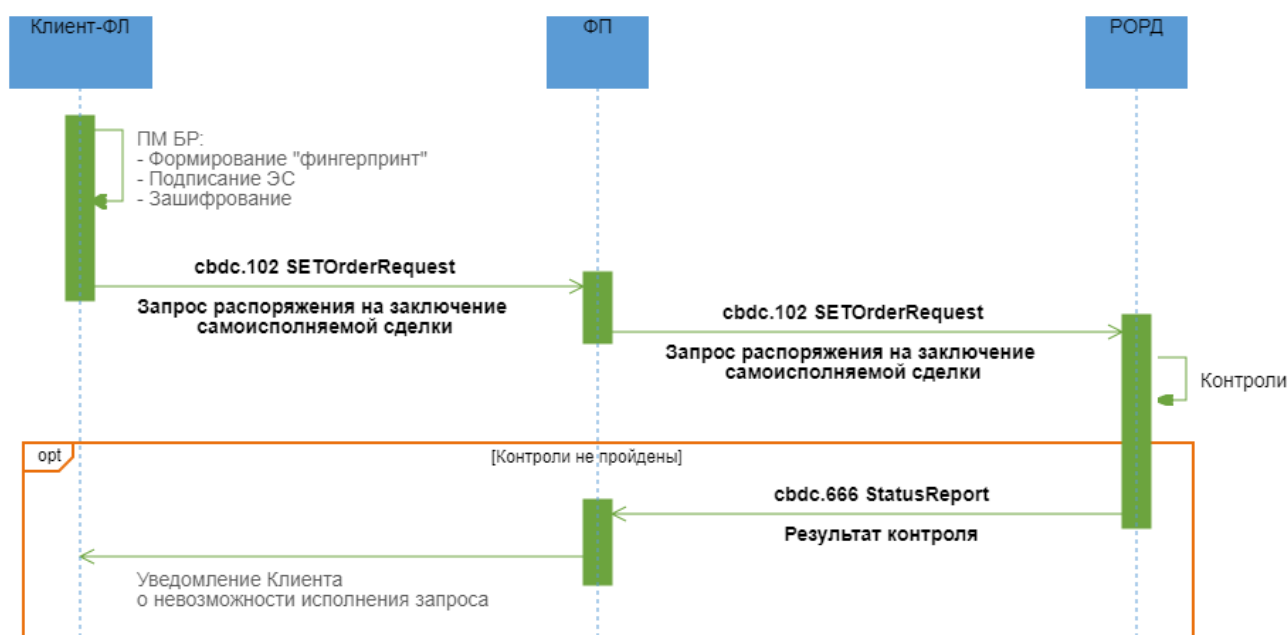 Клиент-ФЛ
ФП
РОРД
ПМ БР:
- Формирование "фингерпринт"
- Подписание ЭС
- Зашифрование
cbdc.102 SETOrderRequest
Запрос распоряжения на заключение
самоисполняемой сделки
cbdc.102 SETOrderRequest
Запрос распоряжения на заключение
самоисполняемой сделки
Контроли
opt
[Контроли не пройдены]
cbdc.666 StatusReport
Результат контроля
Уведомление Клиента
о невозможности исполнения запроса